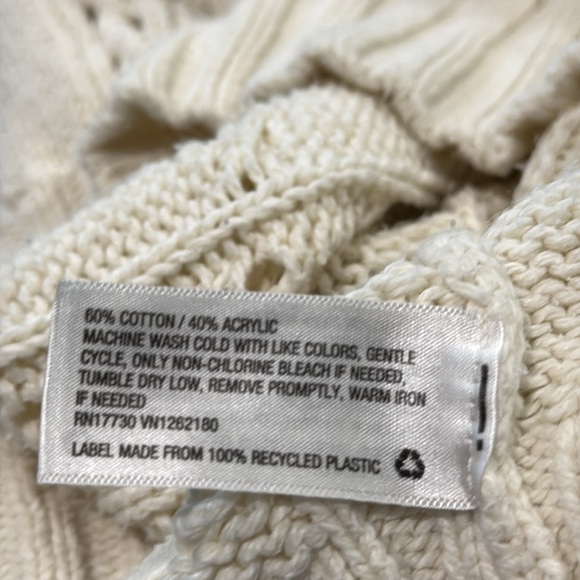 60% COTTON / 40% ACRYLIC
MACHINE WASH COLD WITH LIKE COLORS, GENTLE
CYCLE, ONLY NON-CHLORINE BLEACH IF NEEDED,
TUMBLE DRY LOW, REMOVE PROMPTLY, WARM IRON
IF NEEDED
RN17730 VN1262180
LABEL MADE FROM 100% RECYCLED PLASTIC